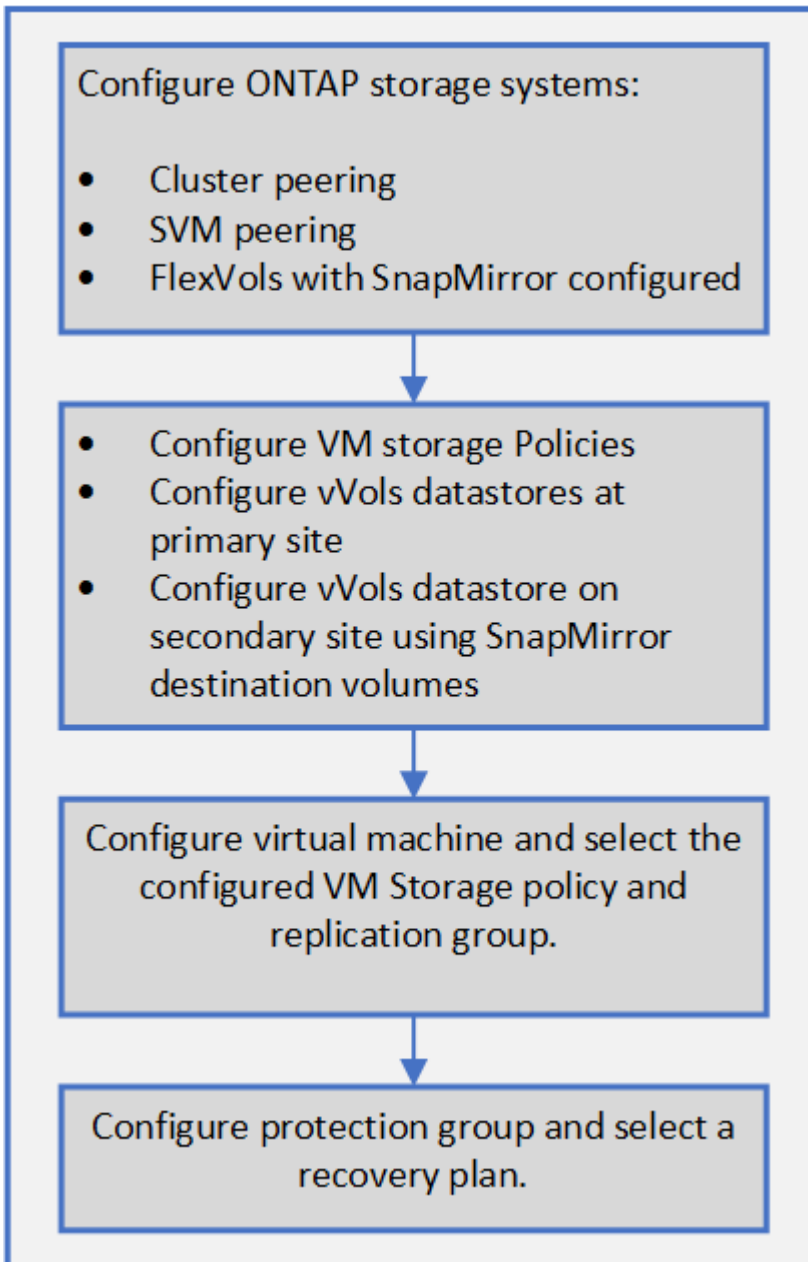 Configure ONTAP storage systems:
• Cluster peering
• SVM peering
• FlexVols with SnapMirror configured
• Configure VM storage Policies
• Configure vVols datastores at
primary site
• Configure vVols datastore on
secondary site using SnapMirror
destination volumes
Configure virtual machine and select the
configured VM Storage policy and
replication group.
Configure protection group and select a
recovery plan.